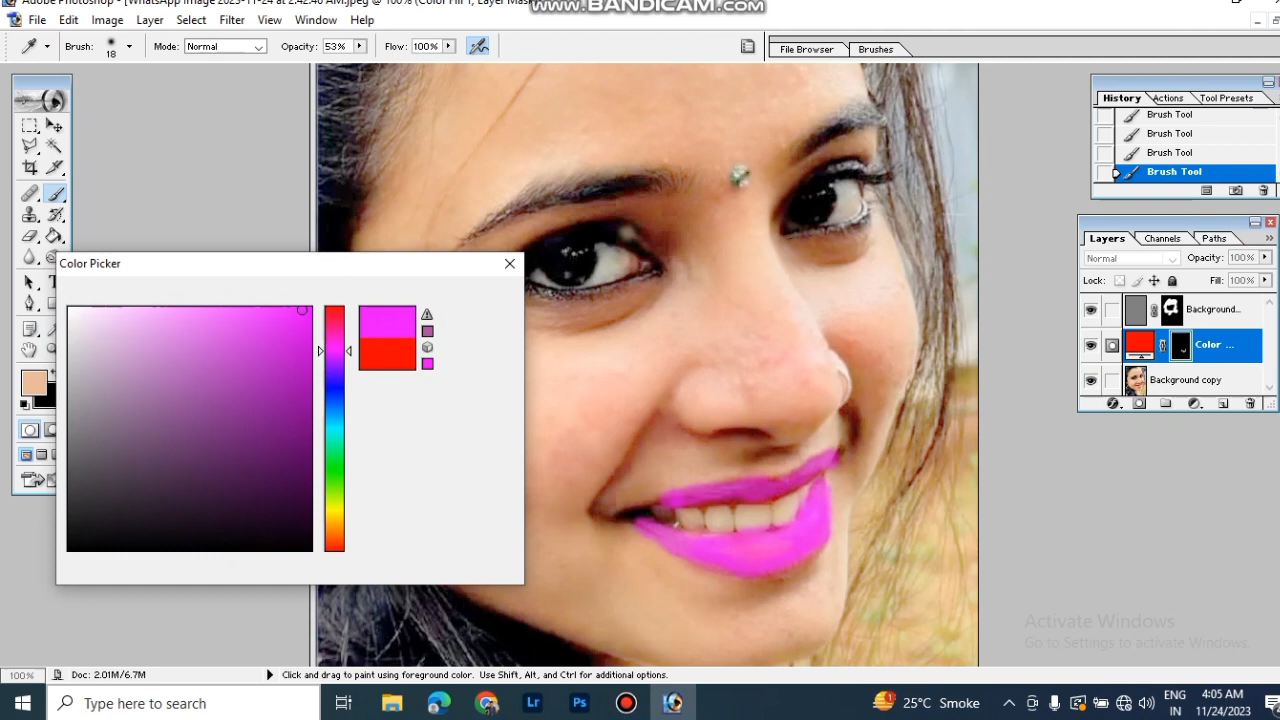 Adobe Photoshop - [WhatsApp Image 2023-11-24 at 2.42.46 AM.jpeg @ 100% (Color Fill 1, Layer Mask
WWW.BANDICAM.COM
File Edit Image Layer Select Filter View Window Help
Brush: 18 Mode: Normal Opacity: 53% Flow: 100% File Browser Brushes
History Actions Tool Presets
Brush Tool
Brush Tool
Brush Tool
Brush Tool
Layers Channels Paths
Normal Opacity: 100%
Lock: Fill: 100%
Background...
Color ...
Background copy
Color Picker
Activate Windows
Go to Settings to activate Windows.
100% Doc: 2.01M/6.7M Click and drag to paint using foreground color. Use Shift, Alt, and Ctrl for additional options.
Type here to search Lr Ps 1 25°C Smoke ENG IN 4:05 AM 11/24/2023